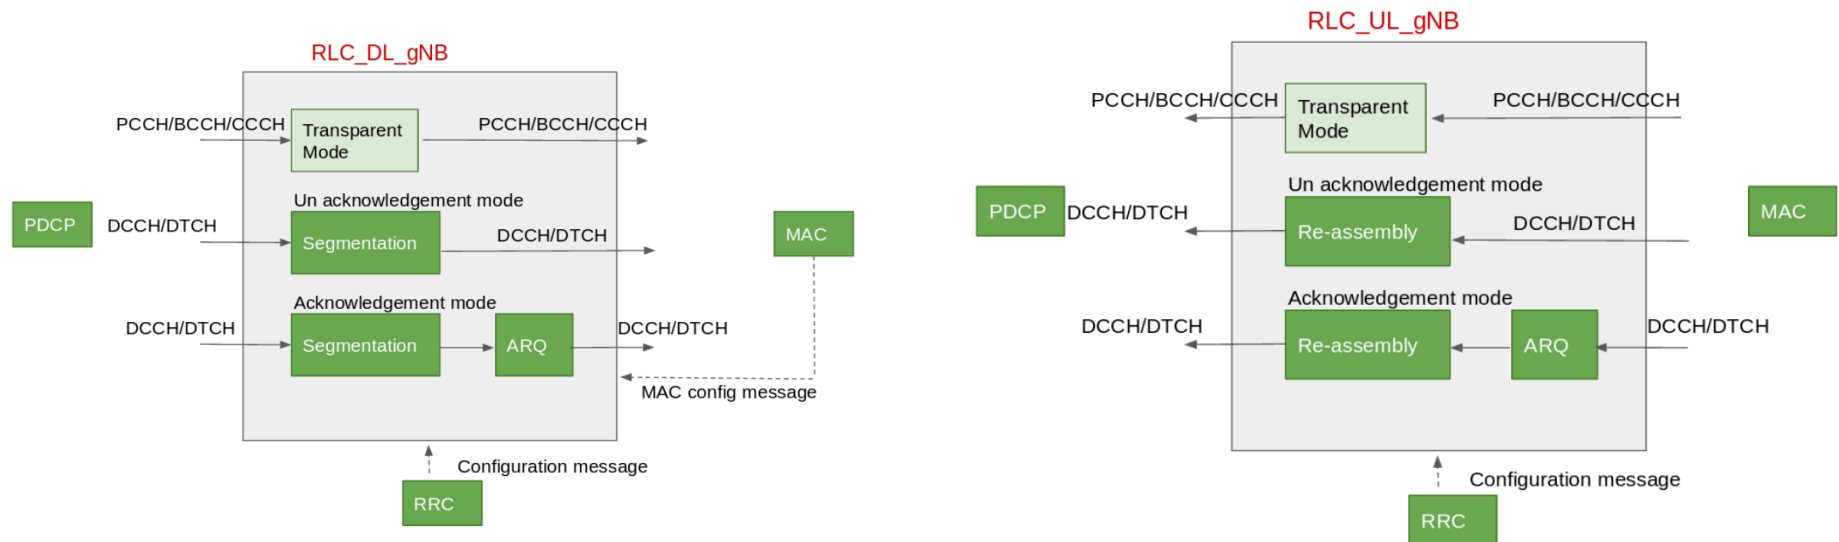 RLC_DL_gNB
PCCH/BCCH/CCCH
Transparent
Mode
PCCH/BCCH/CCCH
Un acknowledgement mode
PDCP
DCCH/DTCH
Segmentation
DCCH/DTCH
MAC
Acknowledgement mode
DCCH/DTCH
Segmentation
ARQ
DCCH/DTCH
MAC config message
Configuration message
RRC
RLC_UL_gNB
PCCH/BCCH/CCCH
Transparent
Mode
PCCH/BCCH/CCCH
Un acknowledgement mode
PDCP
DCCH/DTCH
Re-assembly
DCCH/DTCH
MAC
Acknowledgement mode
DCCH/DTCH
Re-assembly
ARQ
DCCH/DTCH
Configuration message
RRC